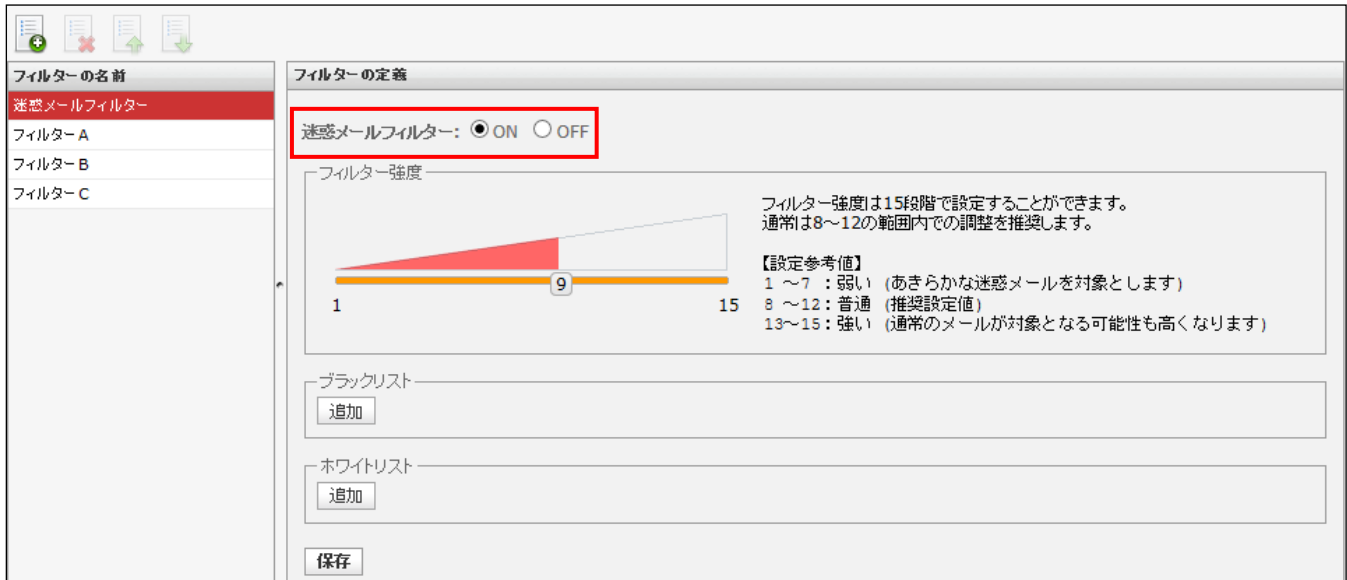 フィルターの名前
迷惑メールフィルター
フィルター A
フィルター B
フィルター C
フィルターの定義
迷惑メールフィルター: ON OFF
フィルター強度
9
1 15
フィルター強度は15段階で設定することができます。
通常は8～12の範囲内での調整を推奨します。
【設定参考値】
1 ～7 ：弱い (あきらかな迷惑メールを対象とします)
8 ～12：普通 (推奨設定値)
13～15：強い (通常のメールが対象となる可能性も高くなります)
ブラックリスト
追加
ホワイトリスト
追加
保存